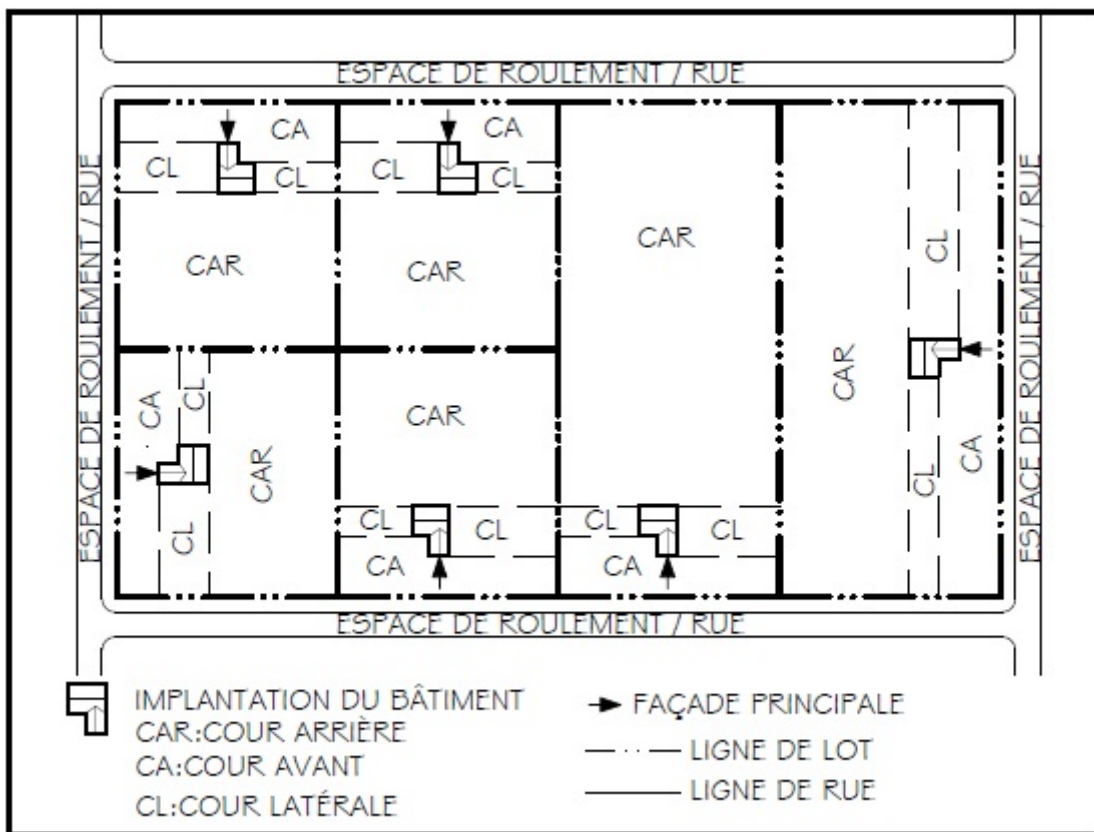 ESPACE DE ROULEMENT / RUE
CA
CA
CL
CL
CL
CL
CL
CAR
CAR
CAR
ESPACE DE ROULEMENT / RUE
ESPACE DE ROULEMENT / RUE
CA
CL
CAR
CAR
CAR
CL
CL
CA
CL
CL
CL
CL
CL
CA
CA
ESPACE DE ROULEMENT / RUE
IMPLANTATION DU BÂTIMENT
CAR:COUR ARRIÈRE
CA:COUR AVANT
CL:COUR LATÉRALE
FAÇADE PRINCIPALE
LIGNE DE LOT
LIGNE DE RUE